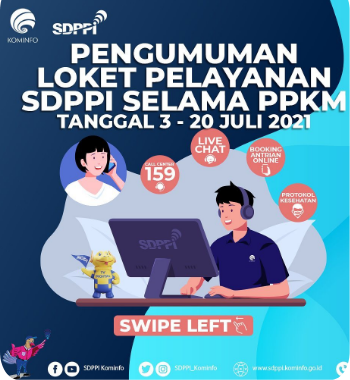 KOMINFO
SDPPI
PENGUMUMAN
LOKET PELAYANAN
SDPPI SELAMA PPKM
TANGGAL 3 - 20 JULI 2021
LIVE
CHAT
BOOKING
ANTRIAN
ONLINE
CALL CENTER
159
PROTOKOL
KESEHATAN
SDPPI
SWIPE LEFT
SDPPI Kominfo
SDPPI_Kominfo
www.sdppi.kominfo.go.id